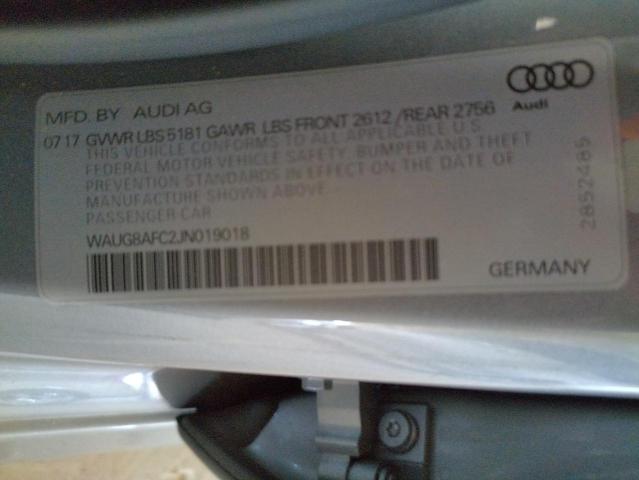 MFD. BY AUDI AG
Audi
07 17 GVWR LBS 5181 GAWR LBS FRONT 2612 / REAR 2756
THIS VEHICLE CONFORMS TO ALL APPLICABLE U.S.
FEDERAL MOTOR VEHICLE SAFETY, BUMPER AND THEFT
PREVENTION STANDARDS IN EFFECT ON THE DATE OF
MANUFACTURE SHOWN ABOVE.
PASSENGER CAR
WAUG8AFC2JN019018
GERMANY
2852485